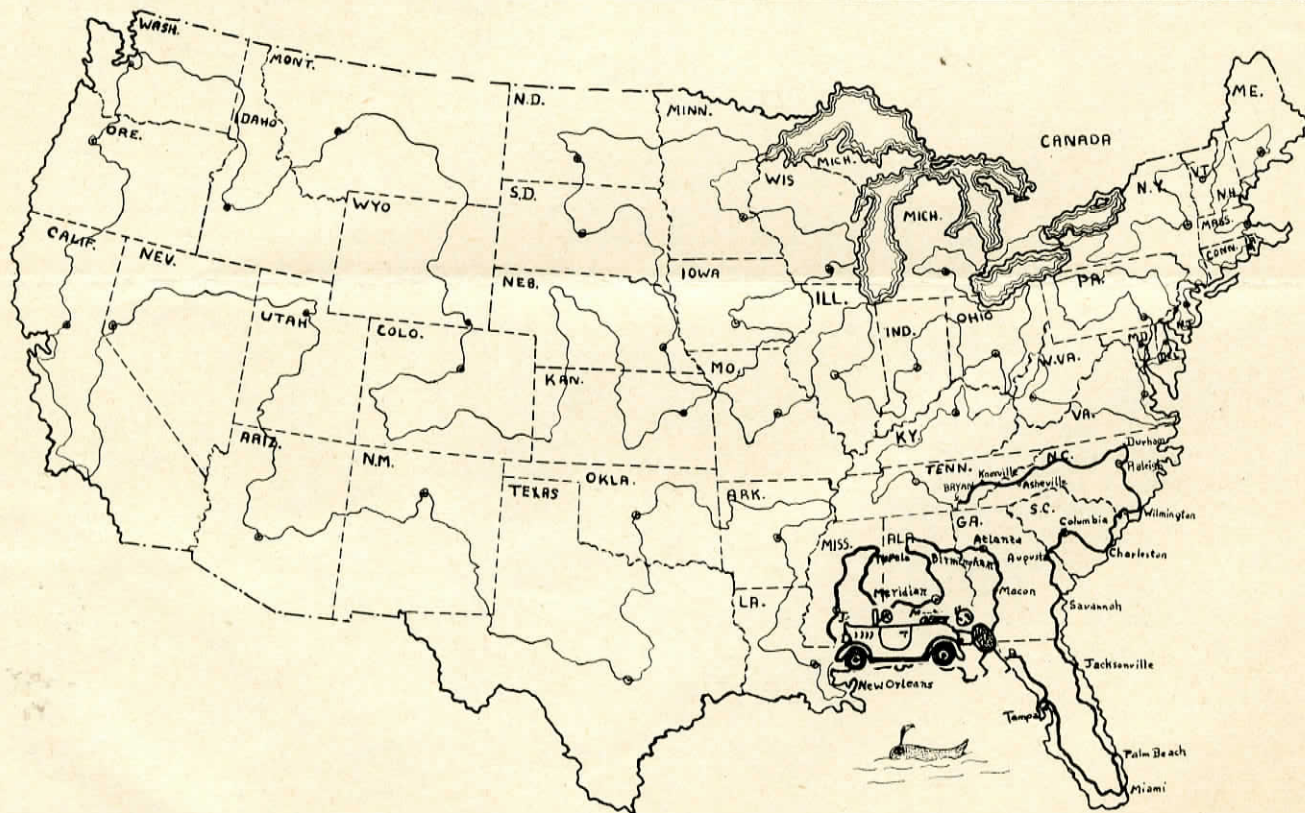 WASH.
MONT.
N.D.
MINN.
ME.
ORE.
IDAHO
CANADA
MICH.
WIS
VT.
N.Y.
N.H.
WYO
S.D.
MICH.
MASS.
CALIF.
CONN.
NEV.
IOWA
NEB.
PA.
ILL.
UTAH
COLO.
IND.
OHIO
N.J.
MD.
DEL.
W.VA.
MO.
KAN.
VA.
KY.
ARIZ.
Durham
N.M.
N.C.
TENN.
Knoxville
Raleigh
OKLA.
BRYAN
Asheville
TEXAS
ARK.
S.C.
GA.
Columbia
Wilmington
MISS.
ALA
Atlanta
Tupelo
Birmingham
Augusta
Charleston
Meridian
Macon
LA.
Savannah
Jacksonville
New Orleans
Tampa
Palm Beach
Miami